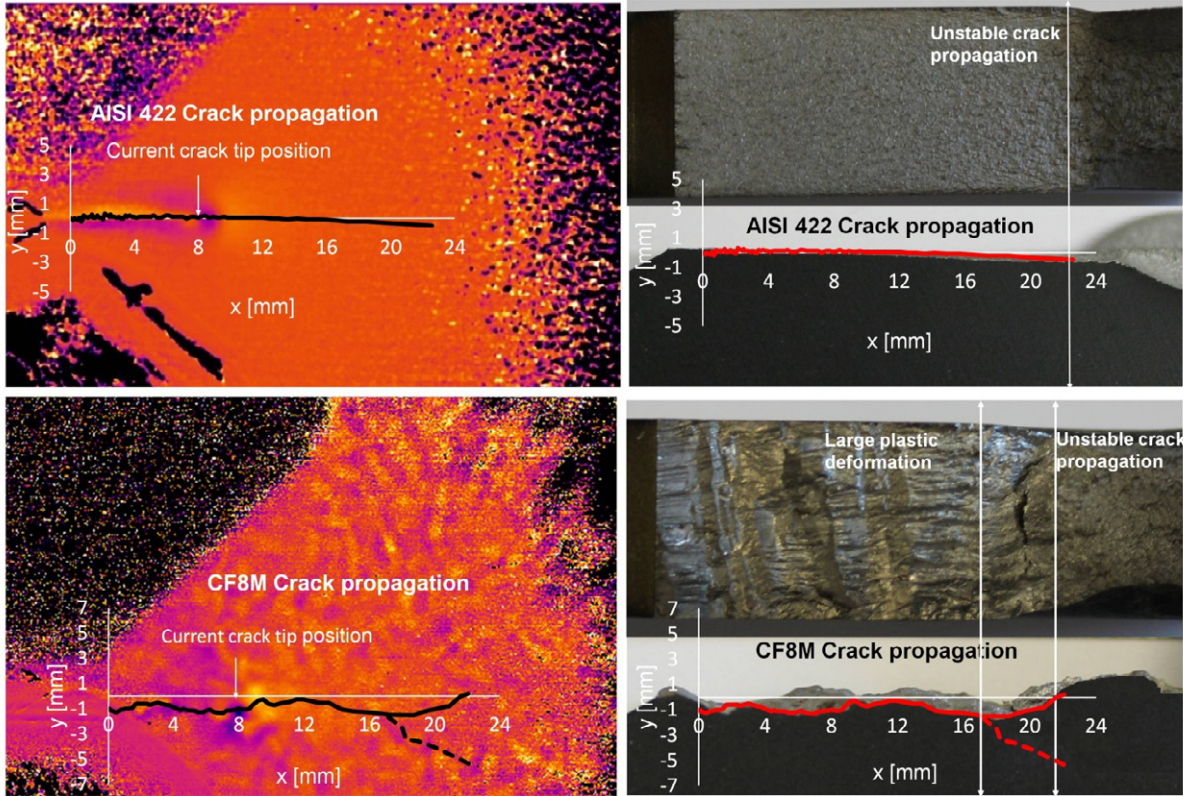 AISI 422 Crack propagation
Current crack tip position
5
3
1
-1
-3
-5
y [mm]
0 4 8 12 16 20 24
x [mm]
Unstable crack
propagation
5
3
1
-1
-3
-5
y [mm]
AISI 422 Crack propagation
0 4 8 12 16 20 24
x [mm]
CF8M Crack propagation
Current crack tip position
7
5
3
1
-1
-3
-5
-7
y [mm]
0 4 8 12 16 20 24
x [mm]
Large plastic
deformation
Unstable crack
propagation
7
5
3
1
-1
-3
-5
-7
y [mm]
CF8M Crack propagation
0 4 8 12 16 20 24
x [mm]